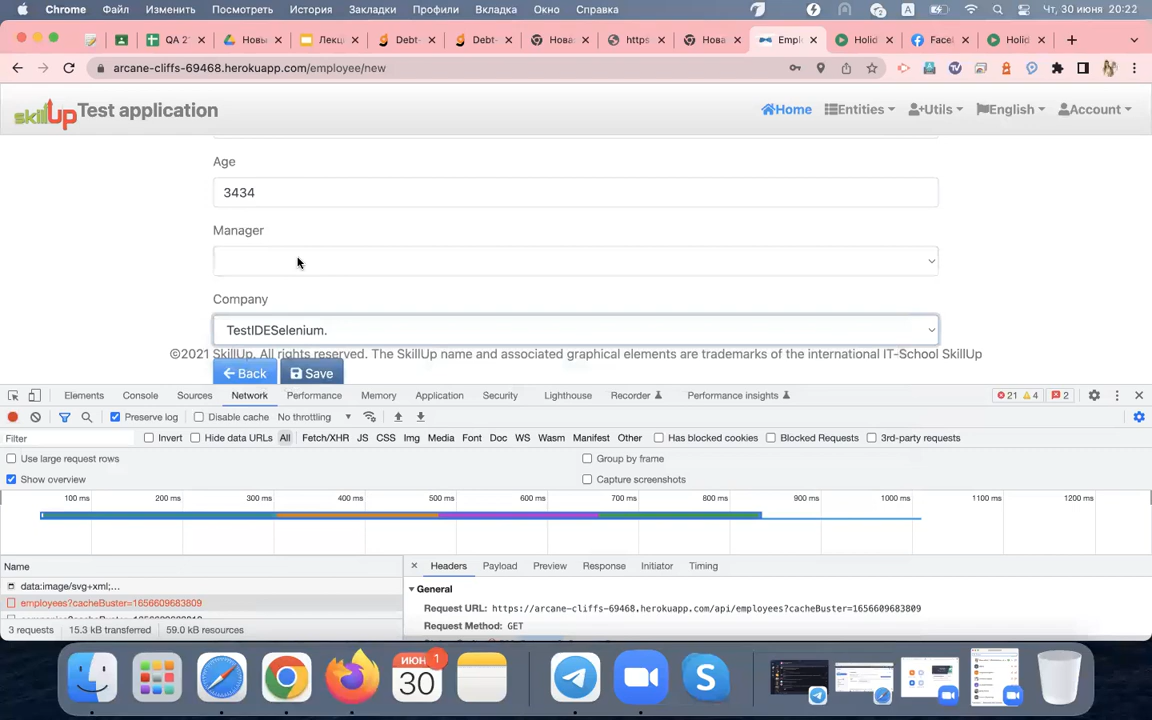 Chrome Файл Изменить Посмотреть История Закладки Профили Вкладка Окно Справка A Чт, 30 июня 20:22
QA 2 Новы Лекц Debt- Debt- Нова https Нова Empl Holid Facel Holid
arcane-cliffs-69468.herokuapp.com/employee/new
skillUp Test application Home Entities Utils English Account
Age
3434
Manager
Company
TestIDESelenium.
©2021 SkillUp. All rights reserved. The SkillUp name and associated graphical elements are trademarks of the international IT-School SkillUp
Back Save
Elements Console Sources Network Performance Memory Application Security Lighthouse Recorder Performance insights 21 4 2
Preserve log Disable cache No throttling
Filter Invert Hide data URLs All Fetch/XHR JS CSS Img Media Font Doc WS Wasm Manifest Other Has blocked cookies Blocked Requests 3rd-party requests
Use large request rows Group by frame
Show overview Capture screenshots
100 ms 200 ms 300 ms 400 ms 500 ms 600 ms 700 ms 800 ms 900 ms 1000 ms 1100 ms 1200 ms
Name Headers Payload Preview Response Initiator Timing
data:image/svg+xml;... General
employees?cacheBuster=1656609683809 Request URL: https://arcane-cliffs-69468.herokuapp.com/api/employees?cacheBuster=1656609683809
3 requests 15.3 kB transferred 59.0 kB resources Request Method: GET
ИЮН 1
30